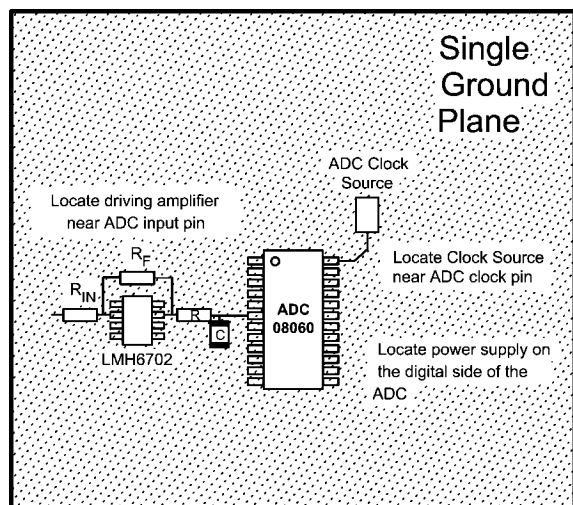 Single
Ground
Plane
ADC Clock
Source
Locate driving amplifier
near ADC input pin
RF
RIN
Locate Clock Source
near ADC clock pin
ADC
08060
R
C
LMH6702
Locate power supply on
the digital side of the
ADC